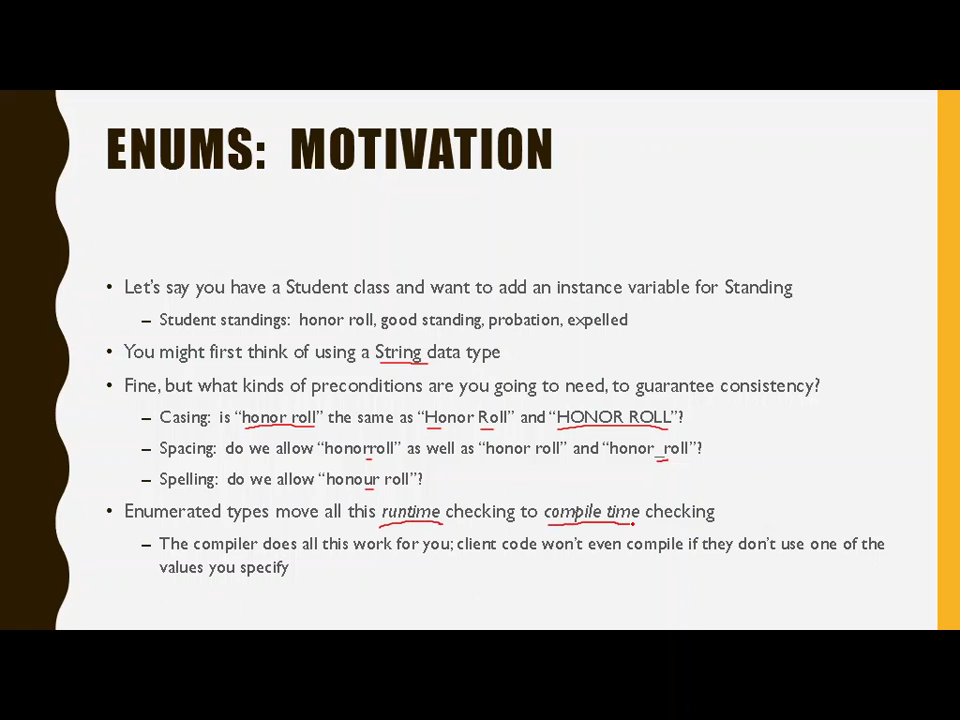 ENUMS: MOTIVATION
• Let's say you have a Student class and want to add an instance variable for Standing
– Student standings: honor roll, good standing, probation, expelled
• You might first think of using a String data type
• Fine, but what kinds of preconditions are you going to need, to guarantee consistency?
– Casing: is “honor roll” the same as “Honor Roll” and “HONOR ROLL”?
– Spacing: do we allow “honorroll” as well as “honor roll” and “honor_roll”?
– Spelling: do we allow “honour roll”?
• Enumerated types move all this runtime checking to compile time checking
– The compiler does all this work for you; client code won't even compile if they don't use one of the
values you specify